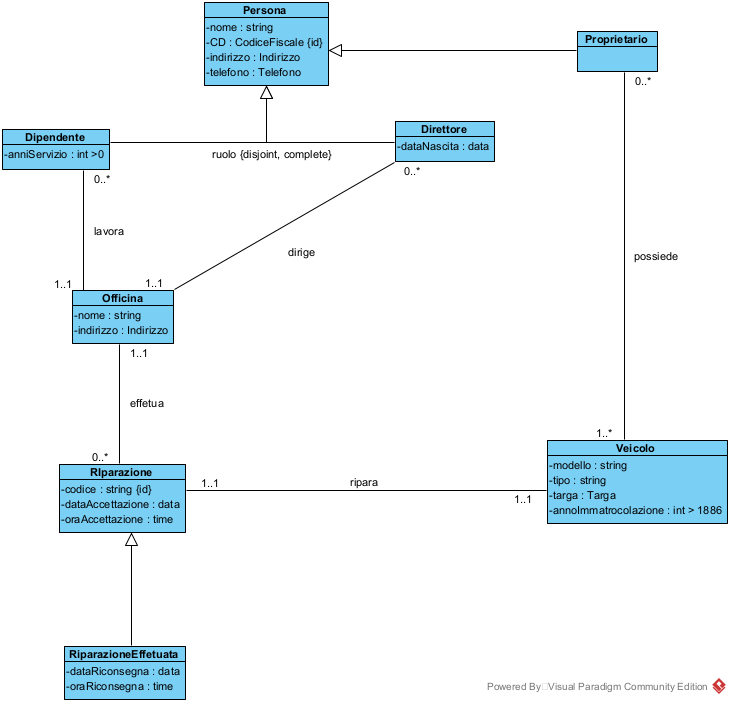 Persona
-nome : string
-CD : CodiceFiscale {id}
-indirizzo : Indirizzo
-telefono : Telefono
Proprietario
0..*
Dipendente
-anniServizio : int >0
0..*
ruolo {disjoint, complete}
Direttore
-dataNascita : data
0..*
lavora
dirige
possiede
1..1
1..1
Officina
-nome : string
-indirizzo : Indirizzo
1..1
effetua
0..*
1..*
RIparazione
-codice : string {id}
-dataAccettazione : data
-oraAccettazione : time
1..1
ripara
1..1
Veicolo
-modello : string
-tipo : string
-targa : Targa
-annoImmatrocolazione : int > 1886
RiparazioneEffetuata
-dataRiconsegna : data
-oraRiconsegna : time
Powered By Visual Paradigm Community Edition